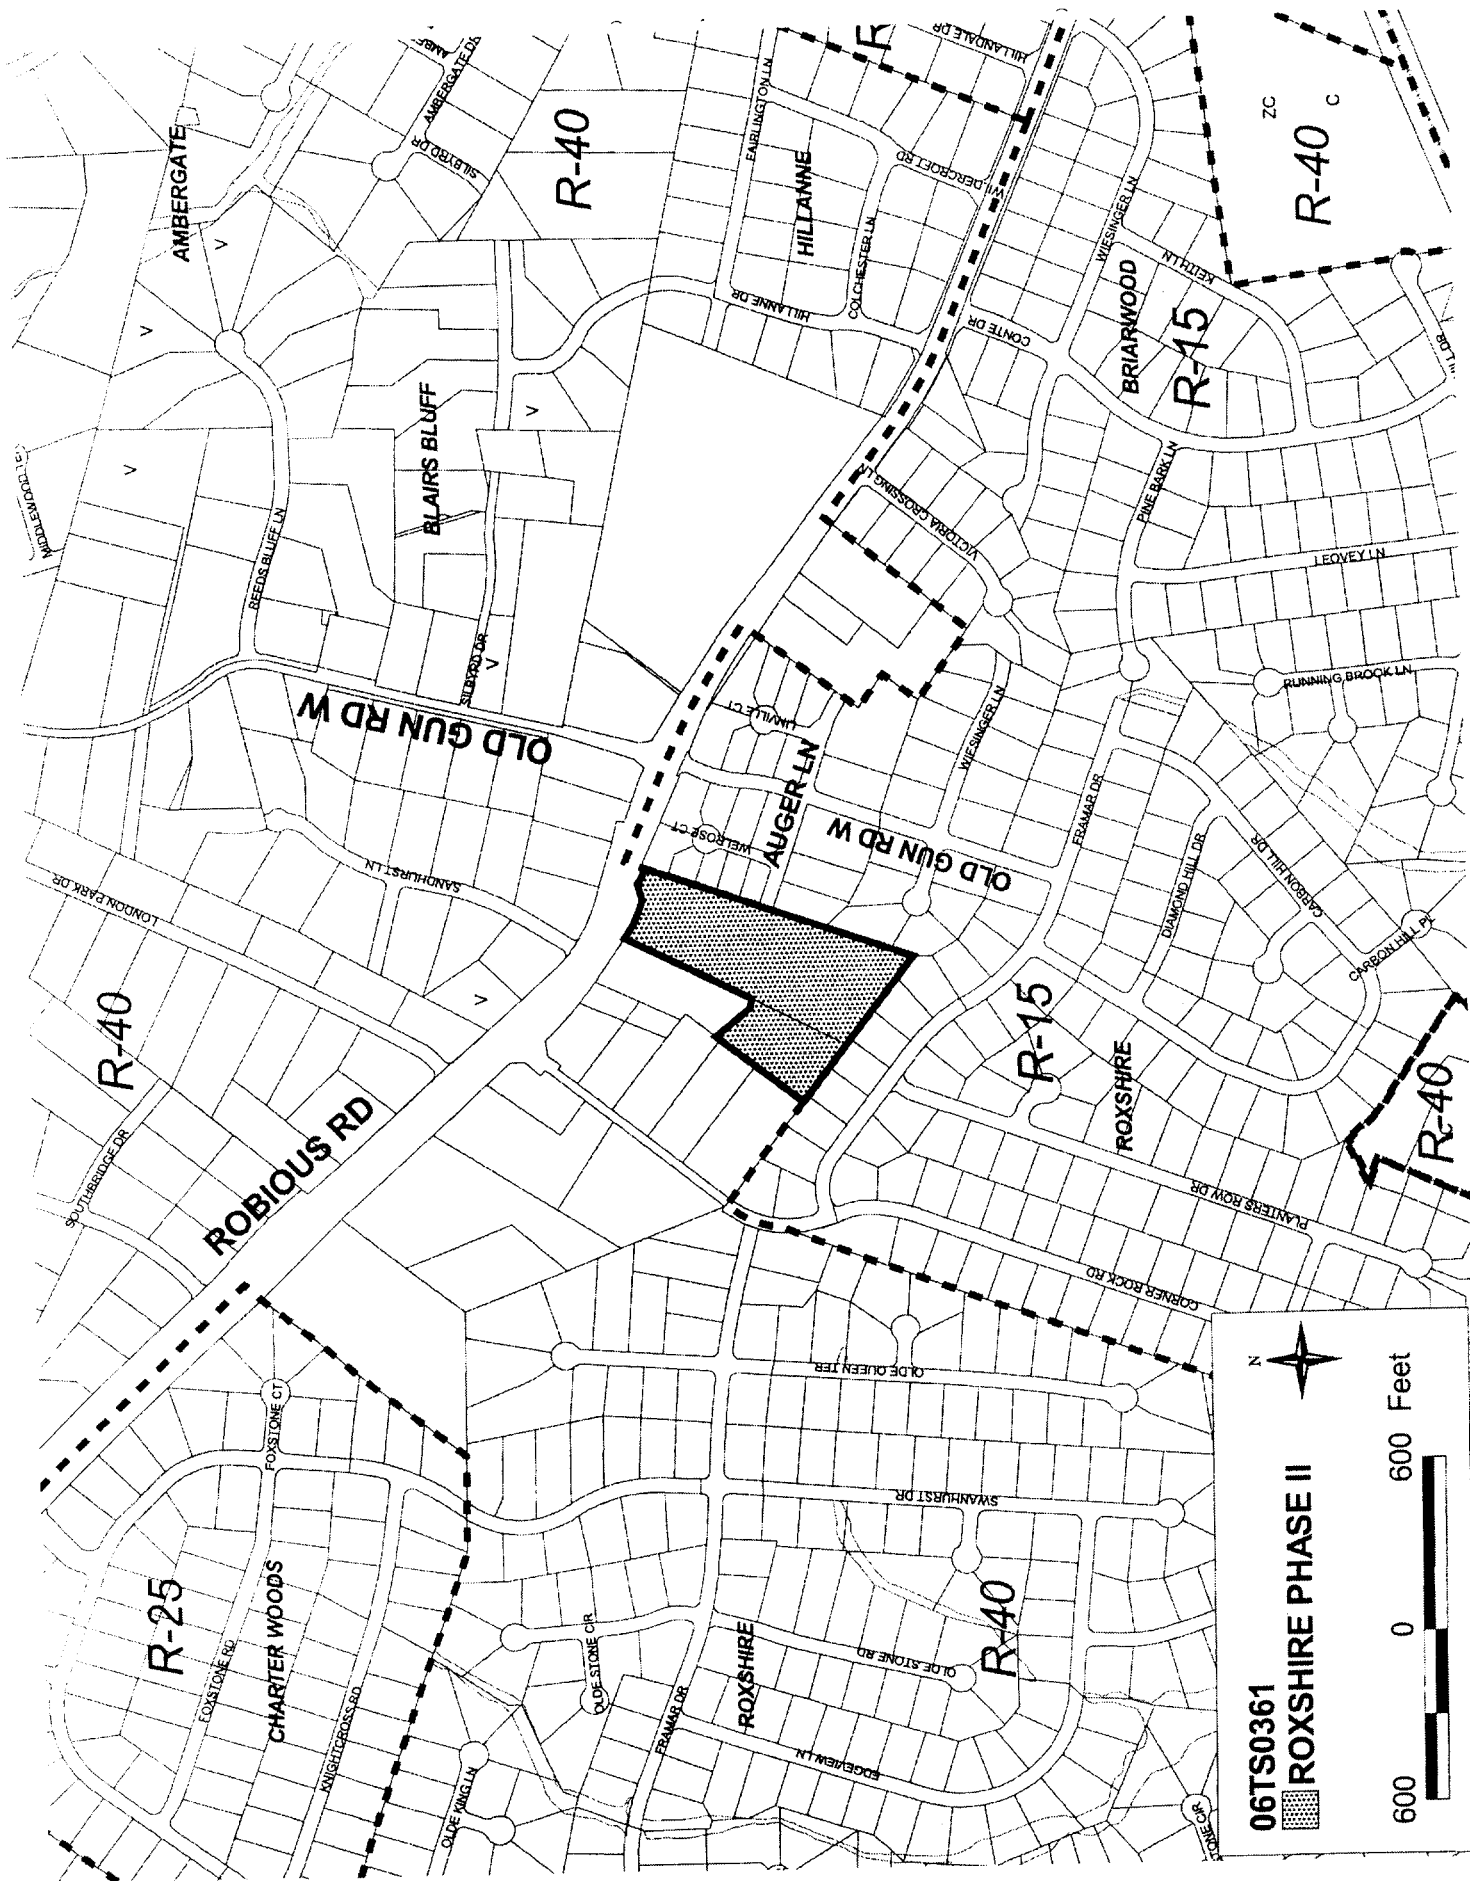 AMBERGATE
AMBERGATE DR
SILBYRD DR
R-40
FAIRLINGTON LN
HILLANDALE DR
HILLANNE
WILDERCROFT RD
COLCHESTER LN
HILLANNE DR
ZC
R-40
C
WIESINGER LN
KEITH LN
BRIARWOOD
R-15
CONTE DR
V
V
V
V
BLAIRS BLUFF
REEDS BLUFF LN
SILBYRD DR
V
VICTORIA CROSSING LN
PINE BARK LN
LEOVEY LN
RUNNING BROOK LN
OLD GUN RD W
LINVILLE CT
WIESINGER LN
AUGER LN
WELROSE CT
OLD GUN RD W
FRAMAR DR
DIAMOND HILL DR
CARBON HILL DR
CARBON HILL PL
SANDHURST LN
LONDON PARK DR
V
R-40
SOUTHBRIDGE DR
ROBIOUS RD
R-15
ROXSHIRE
R-40
PLANTERS ROW DR
CORNER ROCK RD
OLDE QUEEN TER
FOXSTONE CT
R-25
CHARTER WOODS
FOXSTONE RD
KNIGHTCROSS RD
SWANHURST DR
OLDE STONE CIR
OLDE STONE RD
R-40
ROXSHIRE
FRAMAR DR
EDGEVIEW LN
OLDE KING LN
06TS0361
ROXSHIRE PHASE II
N
600 0 600 Feet